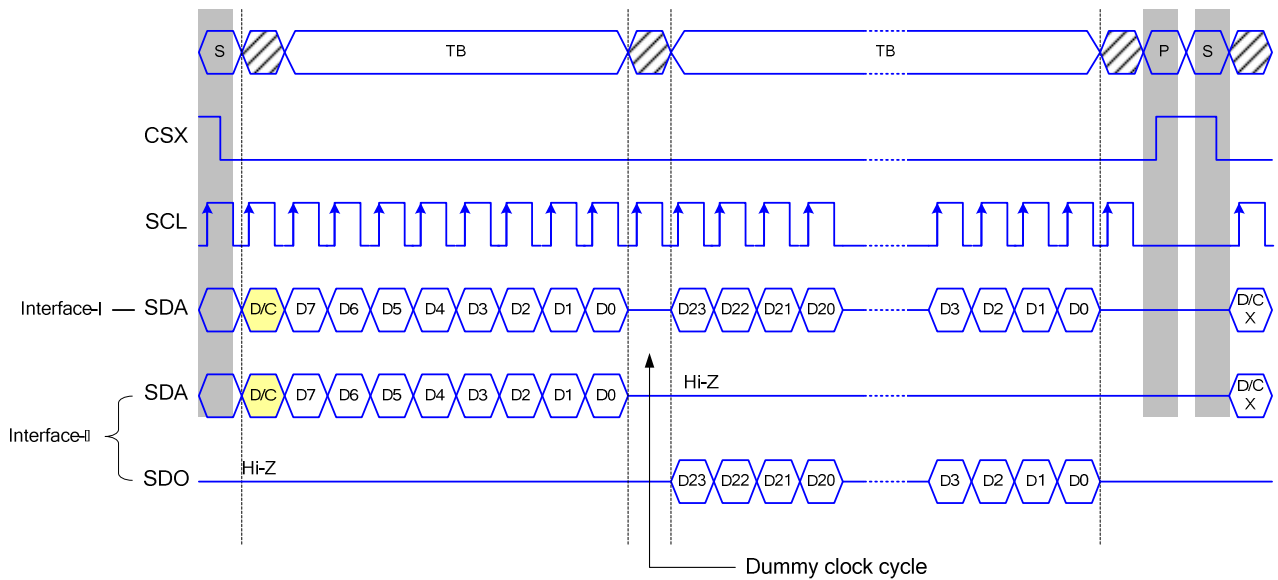 S TB TB P S
CSX
SCL
Interface-I SDA D/C D7 D6 D5 D4 D3 D2 D1 D0 D23 D22 D21 D20 D3 D2 D1 D0 D/C X
SDA D/C D7 D6 D5 D4 D3 D2 D1 D0 Hi-Z D/C X
Interface-
Hi-Z
SDO D23 D22 D21 D20 D3 D2 D1 D0
Dummy clock cycle